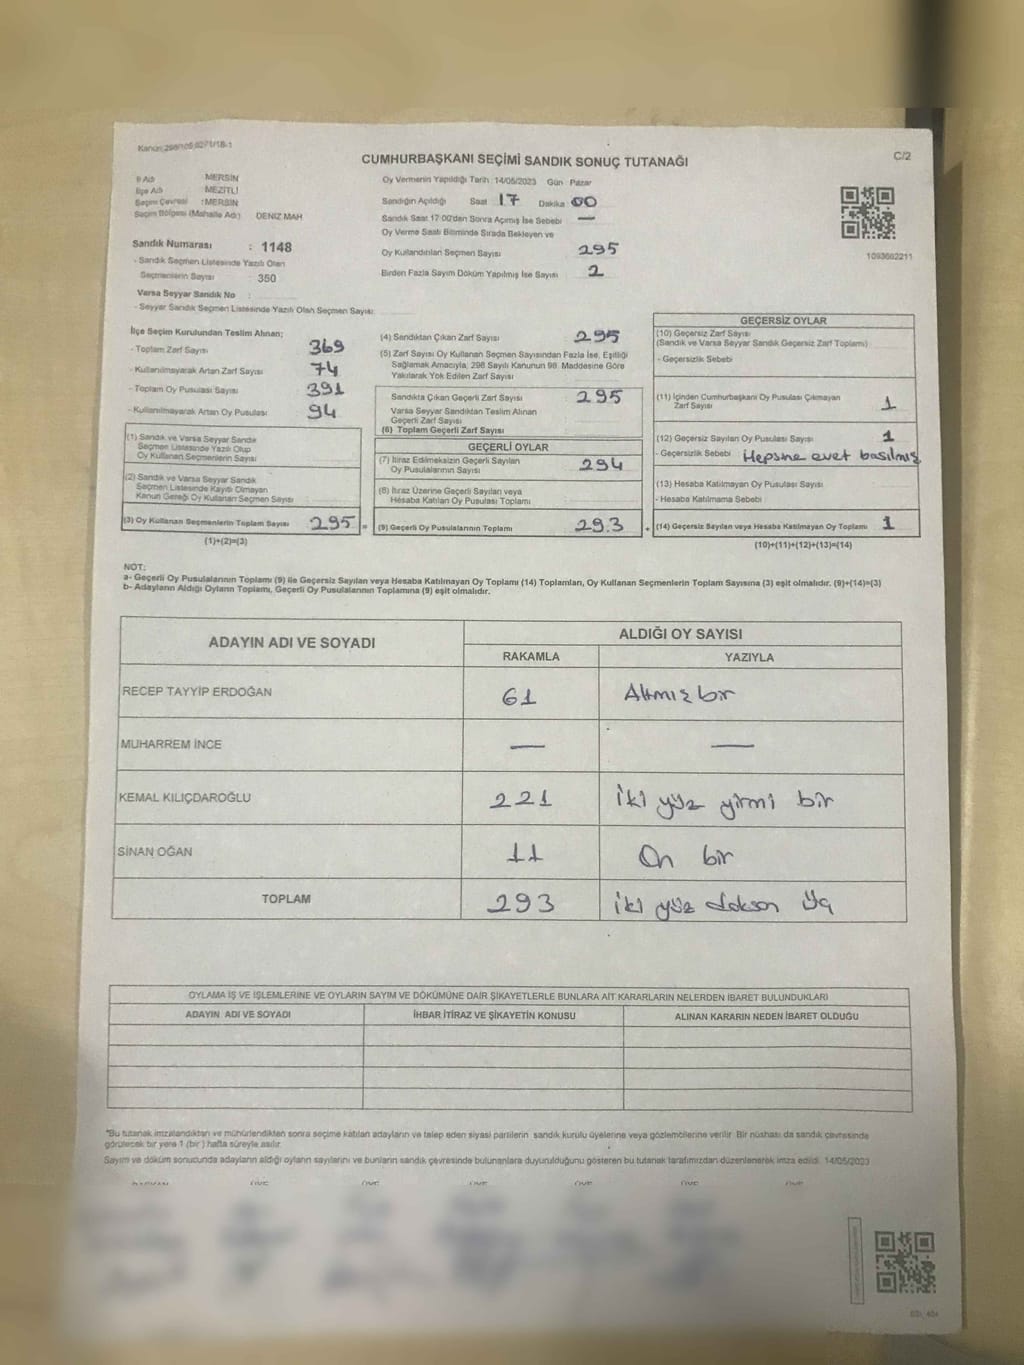 Kanun 298/105,0271/18-1
CUMHURBAŞKANI SEÇİMİ SANDIK SONUÇ TUTANAĞI
C/2
İl Adı MERSİN
İlçe Adı MEZİTLİ
Seçim Çevresi :MERSİN
Seçim Bölgesi (Mahalle Adı) DENİZ MAH
Sandık Numarası : 1148
- Sandık Seçmen Listesinde Yazılı Olan
Seçmenlerin Sayısı 350
Varsa Seyyar Sandık No :
- Seyyar Sandık Seçmen Listesinde Yazılı Olan Seçmen Sayısı:
Oy Vermenin Yapıldığı Tarih :14/05/2023 Gün Pazar
Sandığın Açıldığı Saat 17 Dakika 00
Sandık Saat 17:00'dan Sonra Açılmış İse Sebebi —
Oy Verme Saati Bitiminde Sırada Bekleyen ve
Oy Kullandırılan Seçmen Sayısı 295
Birden Fazla Sayım Döküm Yapılmış İse Sayısı 2
1093602211
İlçe Seçim Kurulundan Teslim Alınan;
- Toplam Zarf Sayısı 369
- Kullanılmayarak Artan Zarf Sayısı 74
- Toplam Oy Pusulası Sayısı 391
- Kullanılmayarak Artan Oy Pusulası 94
(1) Sandık ve Varsa Seyyar Sandık
Seçmen Listesinde Yazılı Olup
Oy Kullanan Seçmenlerin Sayısı
(2) Sandık ve Varsa Seyyar Sandık
Seçmen Listesinde Kayıtlı Olmayan
Kanun Gereği Oy Kullanan Seçmen Sayısı
(3) Oy Kullanan Seçmenlerin Toplam Sayısı 295 =
(1)+(2)=(3)
(4) Sandıktan Çıkan Zarf Sayısı 295
(5) Zarf Sayısı Oy Kullanan Seçmen Sayısından Fazla İse, Eşitliği
Sağlamak Amacıyla, 298 Sayılı Kanunun 98. Maddesine Göre
Yakılarak Yok Edilen Zarf Sayısı
Sandıkta Çıkan Geçerli Zarf Sayısı 295
Varsa Seyyar Sandıktan Teslim Alınan
Geçerli Zarf Sayısı
(6) Toplam Geçerli Zarf Sayısı
GEÇERLİ OYLAR
(7) İtiraz Edilmeksizin Geçerli Sayılan
Oy Pusulalarının Sayısı 294
(8) İtiraz Üzerine Geçerli Sayılan veya
Hesaba Katılan Oy Pusulası Toplamı
(9) Geçerli Oy Pusulalarının Toplamı 293 +
GEÇERSİZ OYLAR
(10) Geçersiz Zarf Sayısı
(Sandık ve Varsa Seyyar Sandık Geçersiz Zarf Toplamı)
- Geçersizlik Sebebi
(11) İçinden Cumhurbaşkanı Oy Pusulası Çıkmayan
Zarf Sayısı 1
(12) Geçersiz Sayılan Oy Pusulası Sayısı 1
- Geçersizlik Sebebi Hepsine evet basılmış
(13) Hesaba Katılmayan Oy Pusulası Sayısı
- Hesaba Katılmama Sebebi
(14) Geçersiz Sayılan veya Hesaba Katılmayan Oy Toplamı 1
(10)+(11)+(12)+(13)=(14)
NOT:
a- Geçerli Oy Pusulalarının Toplamı (9) ile Geçersiz Sayılan veya Hesaba Katılmayan Oy Toplamı (14) Toplamları, Oy Kullanan Seçmenlerin Toplam Sayısına (3) eşit olmalıdır. (9)+(14)=(3)
b- Adayların Aldığı Oyların Toplamı, Geçerli Oy Pusulalarının Toplamına (9) eşit olmalıdır.
ADAYIN ADI VE SOYADI ALDIĞI OY SAYISI
RAKAMLA YAZIYLA
RECEP TAYYİP ERDOĞAN 61 Altmış bir
MUHARREM İNCE — —
KEMAL KILIÇDAROĞLU 221 İki yüz yirmi bir
SİNAN OĞAN 11 On bir
TOPLAM 293 İki yüz doksan üç
OYLAMA İŞ VE İŞLEMLERİNE VE OYLARIN SAYIM VE DÖKÜMÜNE DAİR ŞİKAYETLERLE BUNLARA AİT KARARLARIN NELERDEN İBARET BULUNDUKLARI
ADAYIN ADI VE SOYADI İHBAR İTİRAZ VE ŞİKAYETİN KONUSU ALINAN KARARIN NEDEN İBARET OLDUĞU
*Bu tutanak imzalandıktan ve mühürlendikten sonra seçime katılan adayların ve talep eden siyasi partilerin sandık kurulu üyelerine veya gözlemcilerine verilir. Bir nüshası da sandık çevresinde
görülecek bir yere 1 (bir ) hafta süreyle asılır.
Sayım ve döküm sonucunda adayların aldığı oyların sayılarını ve bunların sandık çevresinde bulunanlara duyurulduğunu gösteren bu tutanak tarafımızdan düzenlenerek imza edildi. 14/05/2023